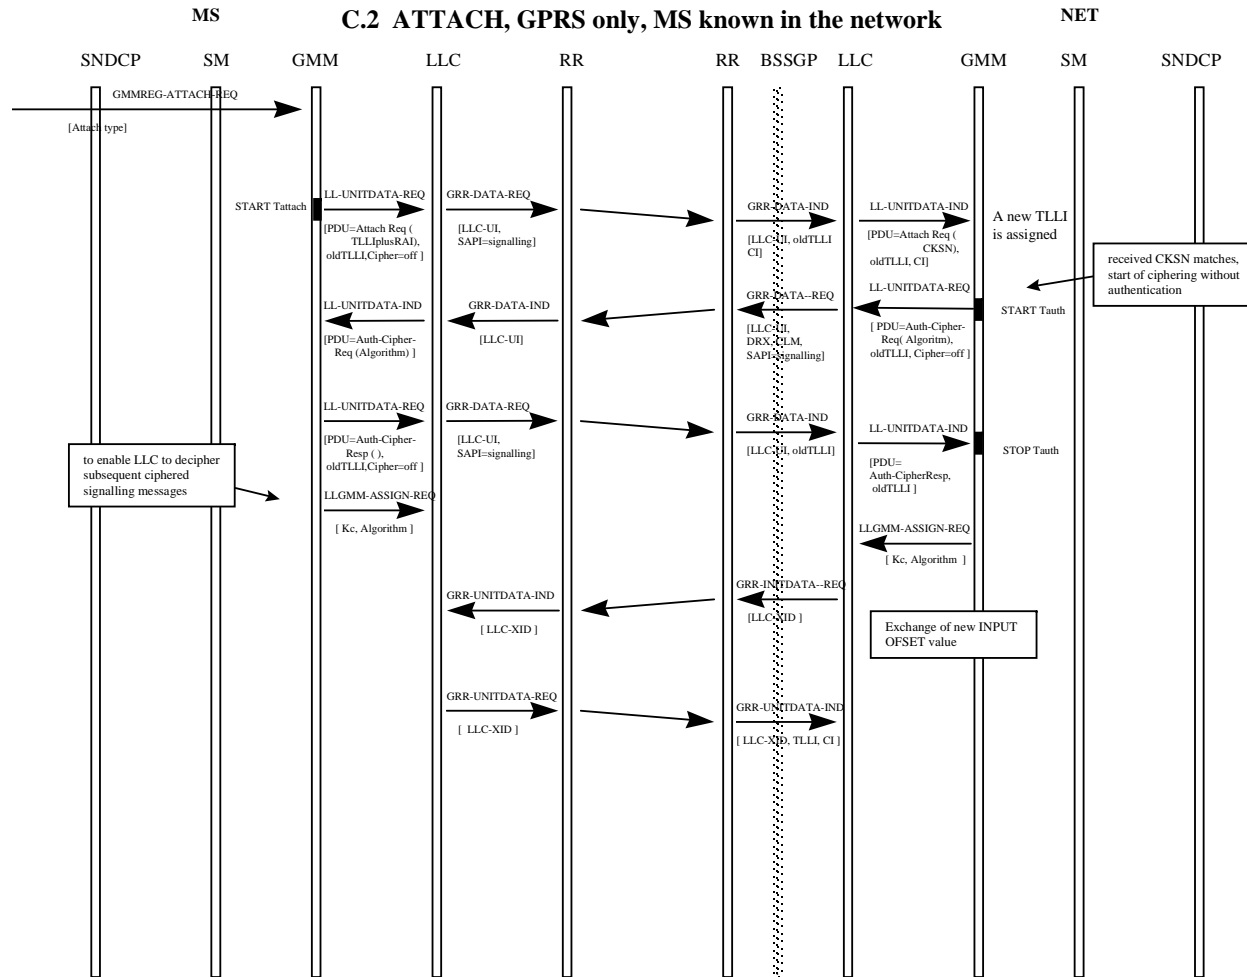 MS
C.2 ATTACH, GPRS only, MS known in the network
NET
SNDCP SM GMM LLC RR RR BSSGP LLC GMM SM SNDCP
GMMREG-ATTACH-REQ
[Attach type]
START Tattach
LL-UNITDATA-REQ
[PDU=Attach Req (
TLLIplusRAI),
oldTLLI,Cipher=off ]
GRR-DATA-REQ
[LLC-UI,
SAPI=signalling]
GRR-DATA-IND
[LLC-UI, oldTLLI
CI]
LL-UNITDATA-IND
[PDU=Attach Req (
CKSN),
oldTLLI, CI]
A new TLLI
is assigned
received CKSN matches,
start of ciphering without
authentication
LL-UNITDATA-IND
[PDU=Auth-Cipher-
Req (Algorithm) ]
GRR-DATA-IND
[LLC-UI]
GRR-DATA--REQ
[LLC-UI,
DRX, CLM,
SAPI=signalling]
LL-UNITDATA-REQ
[ PDU=Auth-Cipher-
Req( Algoritm),
oldTLLI, Cipher=off ]
START Tauth
LL-UNITDATA-REQ
[PDU=Auth-Cipher-
Resp ( ),
oldTLLI,Cipher=off ]
GRR-DATA-REQ
[LLC-UI,
SAPI=signalling]
GRR-DATA-IND
[LLC-UI, oldTLLI]
LL-UNITDATA-IND
[PDU=
Auth-CipherResp,
oldTLLI ]
STOP Tauth
to enable LLC to decipher
subsequent ciphered
signalling messages
LLGMM-ASSIGN-REQ
[ Kc, Algorithm ]
LLGMM-ASSIGN-REQ
[ Kc, Algorithm ]
GRR-UNITDATA-IND
[ LLC-XID ]
GRR-INITDATA--REQ
[LLC-XID ]
Exchange of new INPUT
OFSET value
GRR-UNITDATA-REQ
[ LLC-XID ]
GRR-UNITDATA-IND
[ LLC-XID, TLLI, CI ]